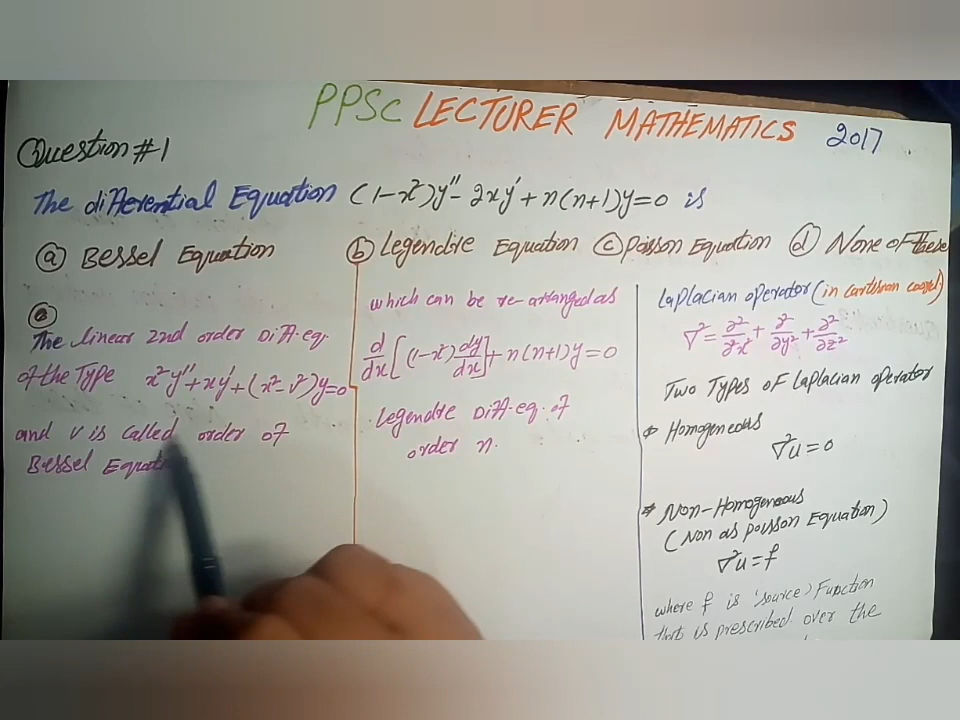 PPSC LECTURER MATHEMATICS 2017
Question #1
The differential Equation (1-x²)y″-2xy′+n(n+1)y=0 is
(a) Bessel Equation (b) Legendre Equation (c) Poisson Equation (d) None of These
(a)
The linear 2nd order Diff. eq.
of the Type x²y″+xy′+(x²-v²)y=0
and v is called order of
Bessel Equat
which can be re-arranged as
d/dx[(1-x²)dy/dx]+n(n+1)y=0
Legendre Diff. eq. of
order n.
Laplacian operator (in cartesian coord)
∇²=∂²/∂x²+∂²/∂y²+∂²/∂z²
Two Types of Laplacian operator
* Homogeneous
∇²u=0
* Non-Homogeneous
(Non as poisson Equation)
∇²u=f
where f is 'source' Function
that is prescribed over the